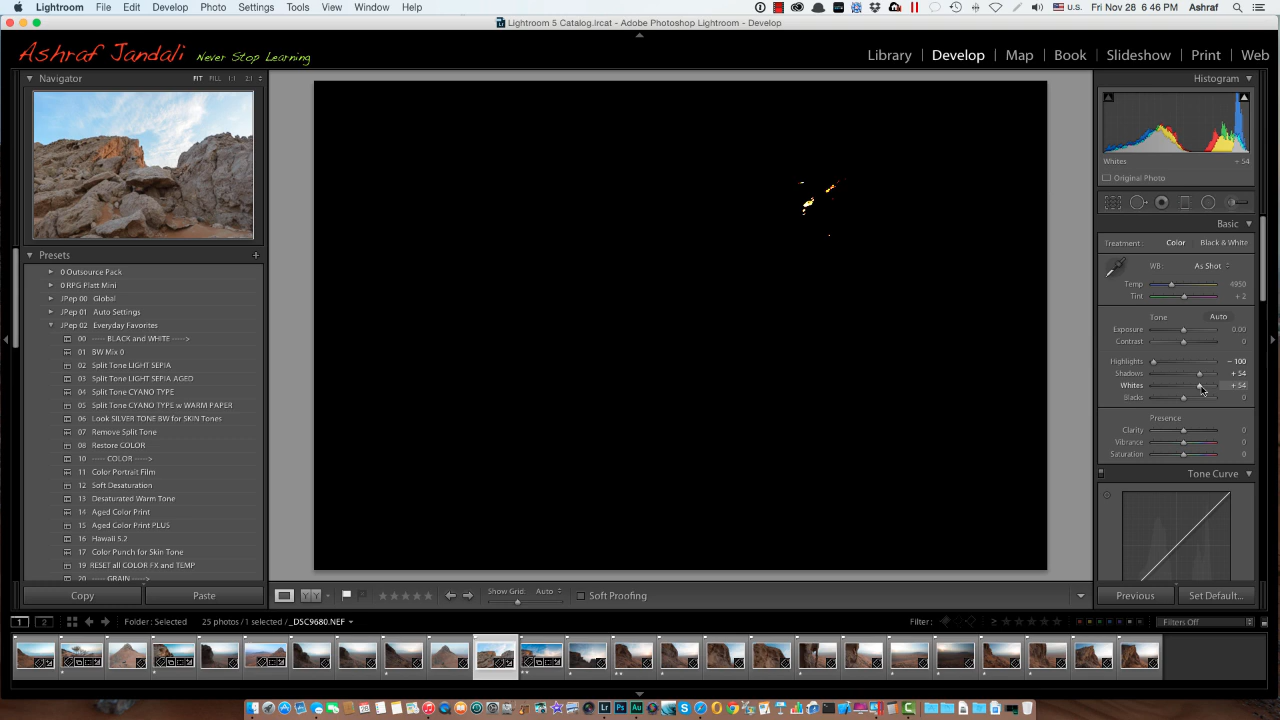 Lightroom File Edit Develop Photo Settings Tools View Window Help U.S. Fri Nov 28 6:46 PM Ashraf
Lightroom 5 Catalog.lrcat - Adobe Photoshop Lightroom - Develop
Ashraf Jandali Never Stop Learning
Library Develop Map Book Slideshow Print Web
Navigator FIT FILL 1:1 2:1
Histogram
Whites + 54
Original Photo
Basic
Treatment: Color Black & White
WB: As Shot
Temp 4950
Tint + 2
Tone Auto
Exposure 0.00
Contrast 0
Highlights − 100
Shadows + 54
Whites + 54
Blacks 0
Presence
Clarity 0
Vibrance 0
Saturation 0
Tone Curve
Presets +
0 Outsource Pack
0 RPG Platt Mini
JPep 00 Global
JPep 01 Auto Settings
JPep 02 Everyday Favorites
00 ----- BLACK and WHITE ---->
01 BW Mix 0
02 Split Tone LIGHT SEPIA
03 Split Tone LIGHT SEPIA AGED
04 Split Tone CYANO TYPE
05 Split Tone CYANO TYPE w WARM PAPER
06 Look SILVER TONE BW for SKIN Tones
07 Remove Split Tone
08 Restore COLOR
10 ----- COLOR ----->
11 Color Portrait Film
12 Soft Desaturation
13 Desaturated Warm Tone
14 Aged Color Print
15 Aged Color Print PLUS
16 Hawaii 5.2
17 Color Punch for Skin Tone
19 RESET all COLOR FX and TEMP
20 ----- GRAIN ---->
Copy Paste
Y Y Show Grid: Auto Soft Proofing
Previous Set Default...
1 2 Folder: Selected 25 photos / 1 selected / _DSC9680.NEF
Filter: Filters Off
Lr Ps Au